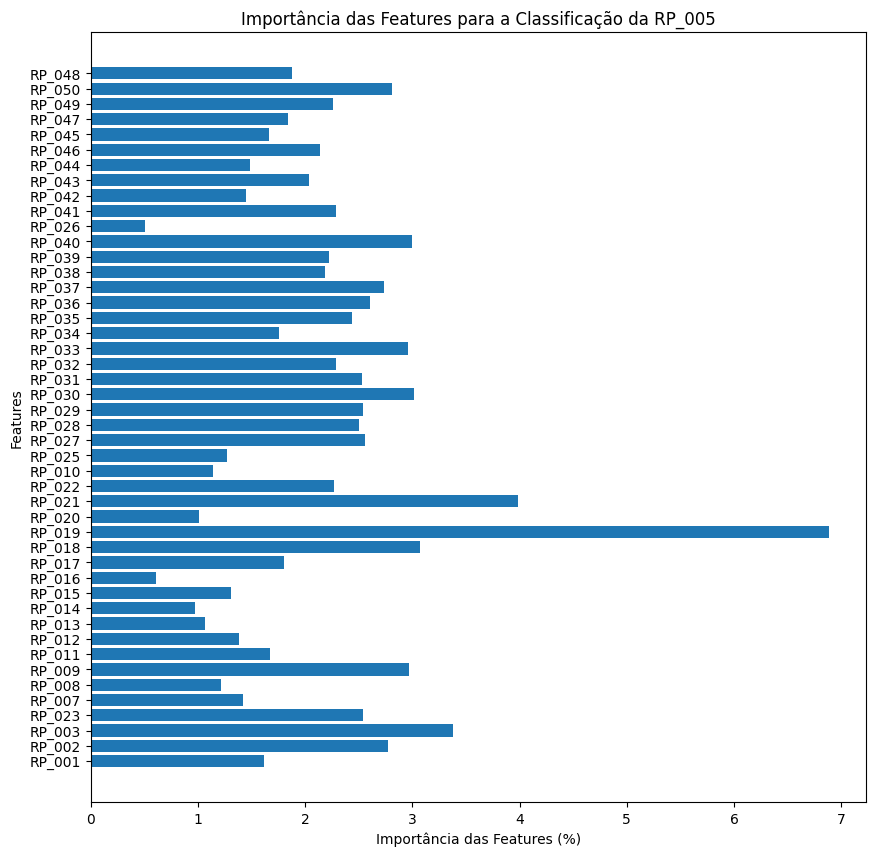 Importância das Features para a Classificação da RP_005
RP_048
RP_050
RP_049
RP_047
RP_045
RP_046
RP_044
RP_043
RP_042
RP_041
RP_026
RP_040
RP_039
RP_038
RP_037
RP_036
RP_035
RP_034
RP_033
RP_032
RP_031
RP_030
RP_029
RP_028
RP_027
RP_025
RP_010
RP_022
RP_021
RP_020
RP_019
RP_018
RP_017
RP_016
RP_015
RP_014
RP_013
RP_012
RP_011
RP_009
RP_008
RP_007
RP_023
RP_003
RP_002
RP_001
Features
0 1 2 3 4 5 6 7
Importância das Features (%)